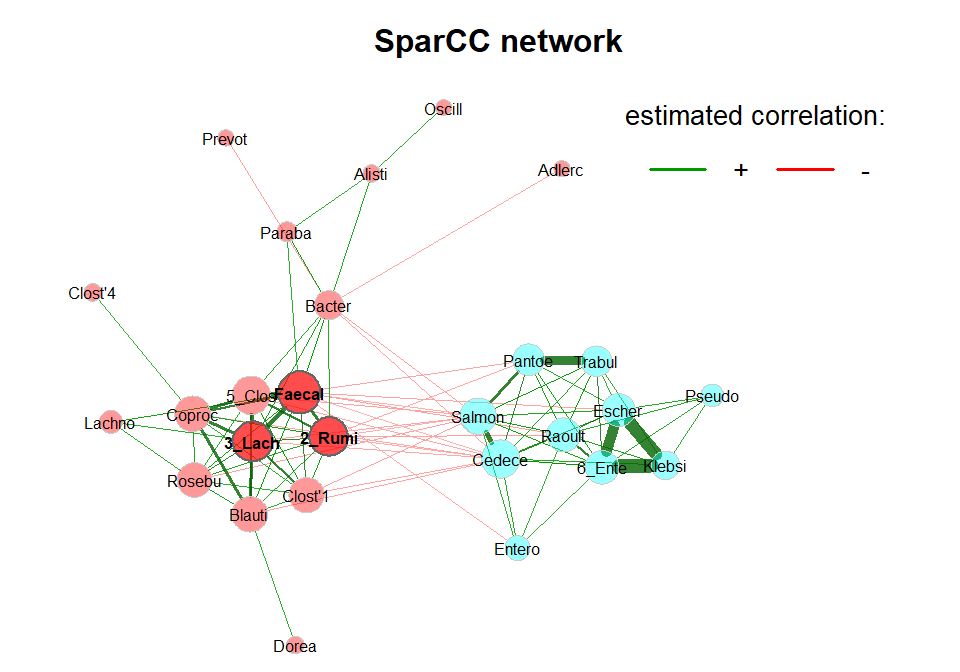 SparCC network
Oscill
estimated correlation:
Prevot
+
-
Alisti
Adlerc
Paraba
Clost'4
Bacter
Pantoe
Trabul
5_Clos
Faecal
Pseudo
Coproc
Salmon
Escher
Lachno
3_Lach
2_Rumi
Raoult
Cedece
6_Ente
Klebsi
Rosebu
Clost'1
Blauti
Entero
Dorea